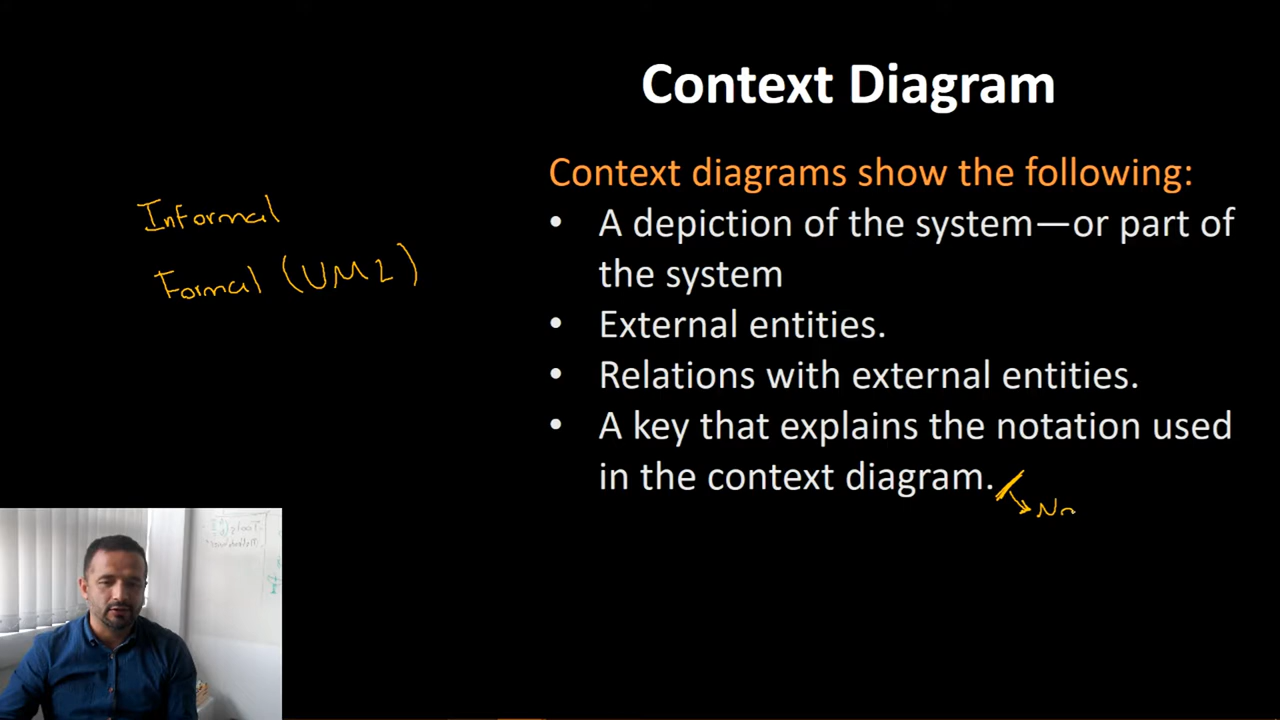 Context Diagram
Informal
Formal (UML)
Context diagrams show the following:
• A depiction of the system—or part of
the system
• External entities.
• Relations with external entities.
• A key that explains the notation used
in the context diagram.